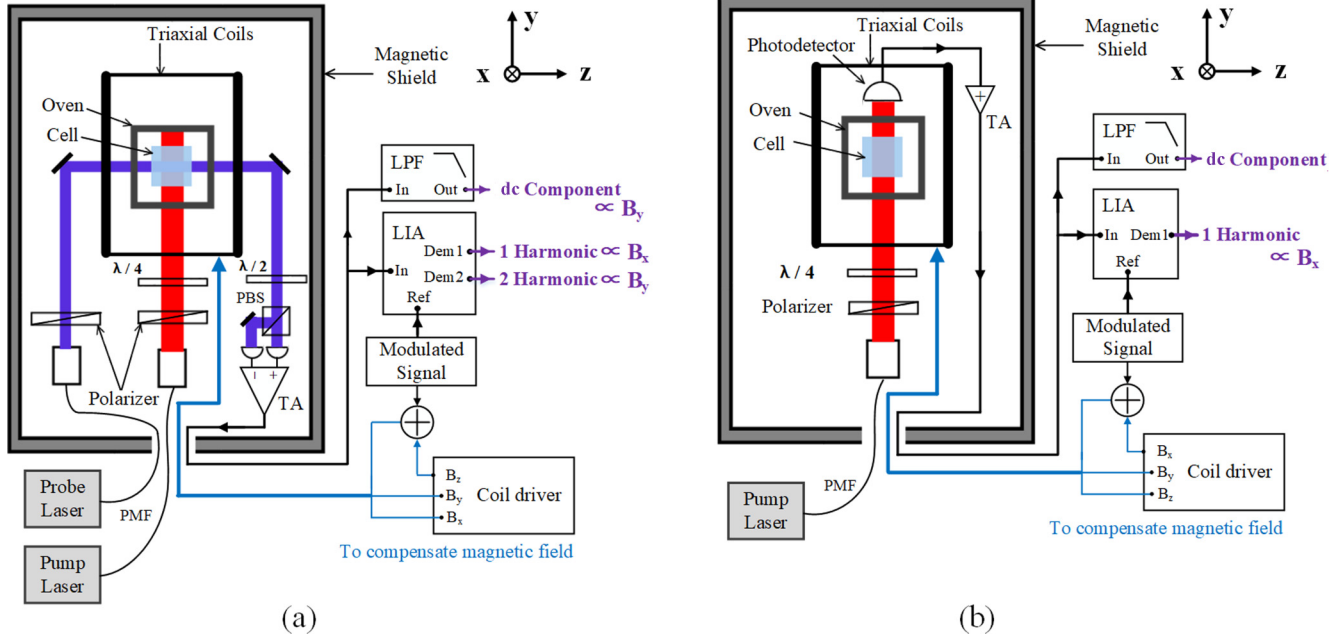 Triaxial Coils
Magnetic
Shield
y
x
z
Oven
Cell
LPF
In
Out
dc Component
∝ By
LIA
Dem1
1 Harmonic ∝ Bx
In
Dem2
2 Harmonic ∝ By
Ref
λ / 4
λ / 2
PBS
Modulated
Signal
Polarizer
− +
TA
Bz
By
Bx
Coil driver
Probe
Laser
PMF
To compensate magnetic field
Pump
Laser
(a)
Triaxial Coils
Photodetector
Magnetic
Shield
y
x
z
+
TA
Oven
Cell
LPF
In
Out
dc Component
LIA
In
Dem1
1 Harmonic
∝ Bx
Ref
λ / 4
Polarizer
Modulated
Signal
Bx
By
Bz
Coil driver
PMF
Pump
Laser
To compensate magnetic field
(b)